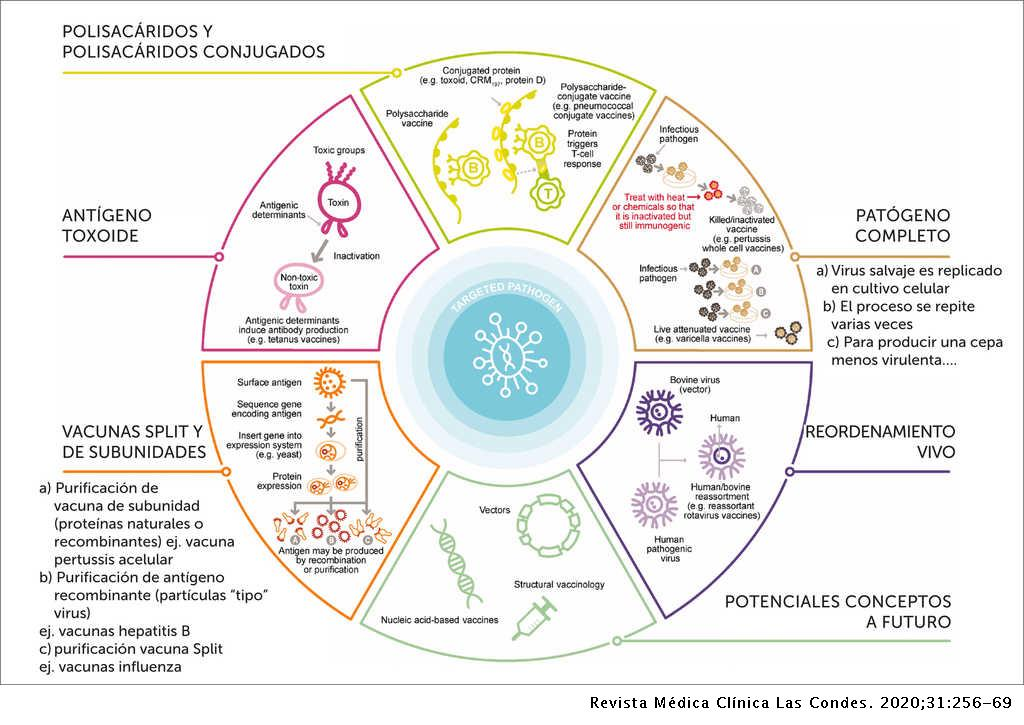 POLISACÁRIDOS Y
POLISACÁRIDOS CONJUGADOS
Conjugated protein
(e.g. toxoid, CRM197, protein D)
Polysaccharide
vaccine
Polysaccharide-
conjugate vaccine
(e.g. pneumococcal
conjugate vaccines)
Protein
triggers
T-cell
response
B
B
T
ANTÍGENO
TOXOIDE
Toxic groups
Toxin
Antigenic
determinants
Inactivation
Non-toxic
toxin
Antigenic determinants
induce antibody production
(e.g. tetanus vaccines)
PATÓGENO
COMPLETO
a) Virus salvaje es replicado
en cultivo celular
b) El proceso se repite
varias veces
c) Para producir una cepa
menos virulenta....
Infectious
pathogen
Treat with heat
or chemicals so that
it is inactivated but
still immunogenic
Killed/inactivated
vaccine
(e.g. pertussis
whole cell vaccines)
Infectious
pathogen
A
B
C
Live attenuated vaccine
(e.g. varicella vaccines)
TARGETED PATHOGEN
VACUNAS SPLIT Y
DE SUBUNIDADES
a) Purificación de
vacuna de subunidad
(proteínas naturales o
recombinantes) ej. vacuna
pertussis acelular
b) Purificación de antígeno
recombinante (partículas “tipo”
virus)
ej. vacunas hepatitis B
c) purificación vacuna Split
ej. vacunas influenza
Surface antigen
Sequence gene
encoding antigen
Insert gene into
expression system
(e.g. yeast)
Protein
expression
purification
A
B
C
Antigen may be produced
by recombination
or purification
REORDENAMIENTO
VIVO
Bovine virus
(vector)
Human
Human/bovine
reassortment
(e.g. reassortant
rotavirus vaccines)
Human
pathogenic
virus
POTENCIALES CONCEPTOS
A FUTURO
Vectors
Structural vaccinology
Nucleic acid-based vaccines
Revista Médica Clínica Las Condes. 2020;31:256–69